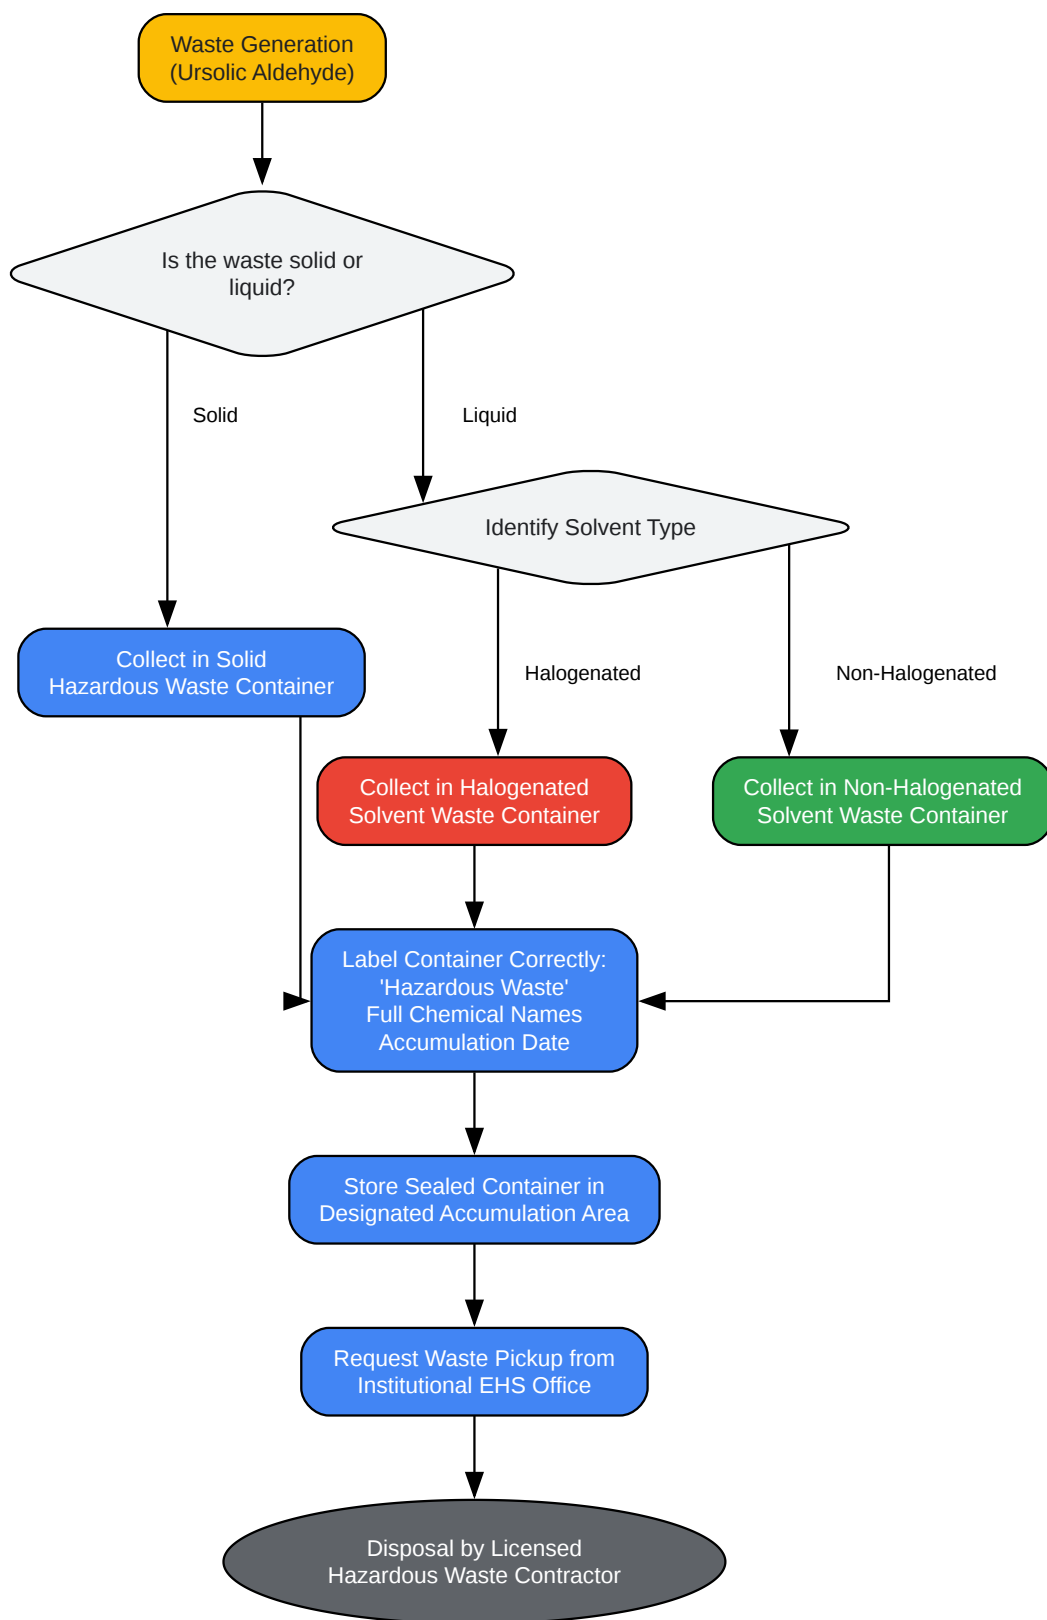 Waste Generation
(Ursolic Aldehyde)
Is the waste solid or
liquid?
Solid
Liquid
Identify Solvent Type
Collect in Solid
Hazardous Waste Container
Halogenated
Non-Halogenated
Collect in Halogenated
Solvent Waste Container
Collect in Non-Halogenated
Solvent Waste Container
Label Container Correctly:
'Hazardous Waste'
Full Chemical Names
Accumulation Date
Store Sealed Container in
Designated Accumulation Area
Request Waste Pickup from
Institutional EHS Office
Disposal by Licensed
Hazardous Waste Contractor